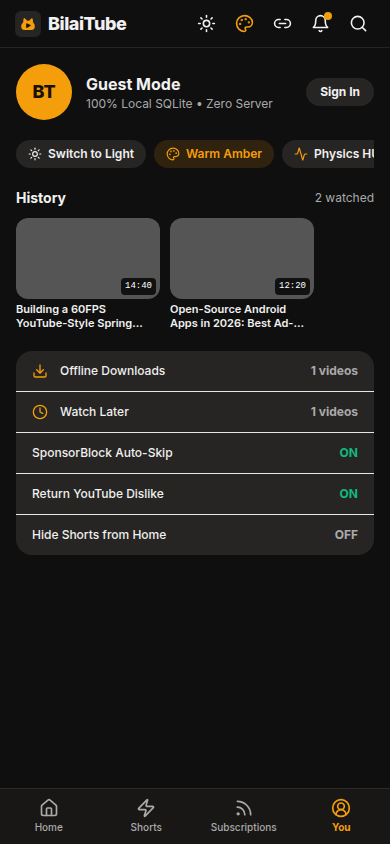 BilaiTube
BT
Guest Mode
100% Local SQLite • Zero Server
Sign In
Switch to Light
Warm Amber
Physics HU
History
2 watched
14:40
12:20
Building a 60FPS
YouTube-Style Spring...
Open-Source Android
Apps in 2026: Best Ad-...
Offline Downloads
1 videos
Watch Later
1 videos
SponsorBlock Auto-Skip
ON
Return YouTube Dislike
ON
Hide Shorts from Home
OFF
Home
Shorts
Subscriptions
You